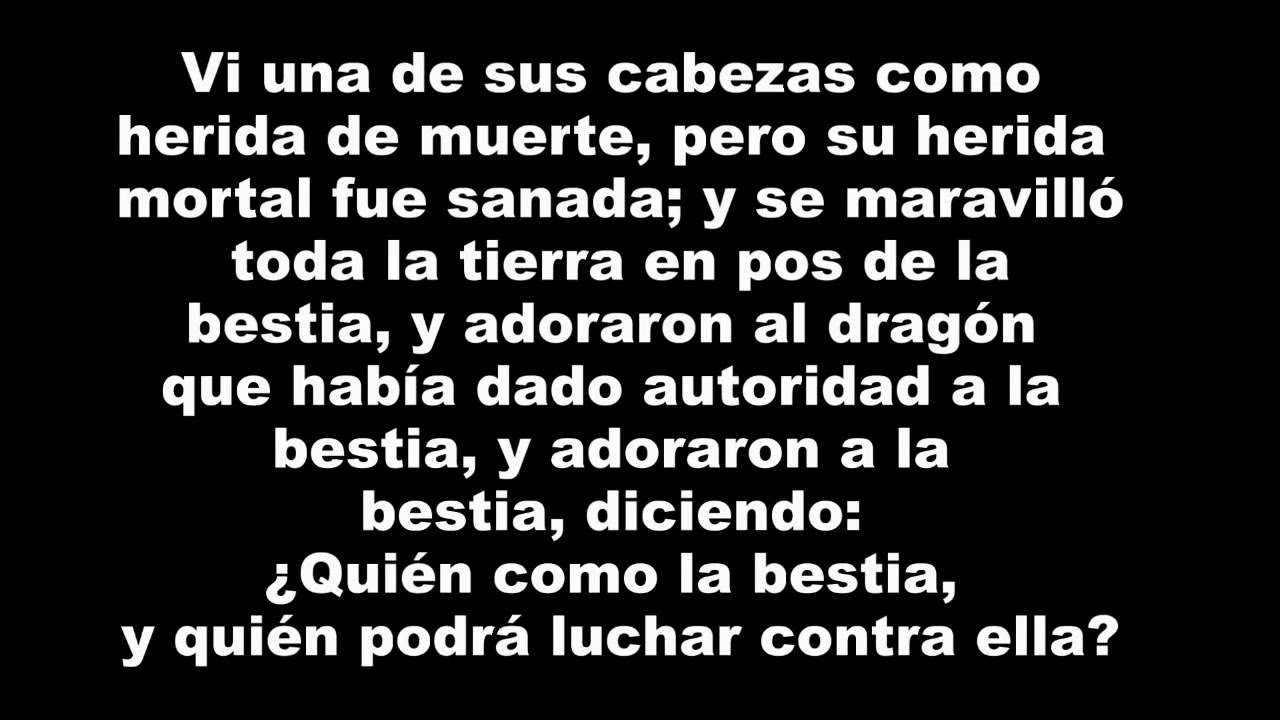 Vi una de sus cabezas como
herida de muerte, pero su herida
mortal fue sanada; y se maravilló
toda la tierra en pos de la
bestia, y adoraron al dragón
que había dado autoridad a la
bestia, y adoraron a la
bestia, diciendo:
¿Quién como la bestia,
y quién podrá luchar contra ella?